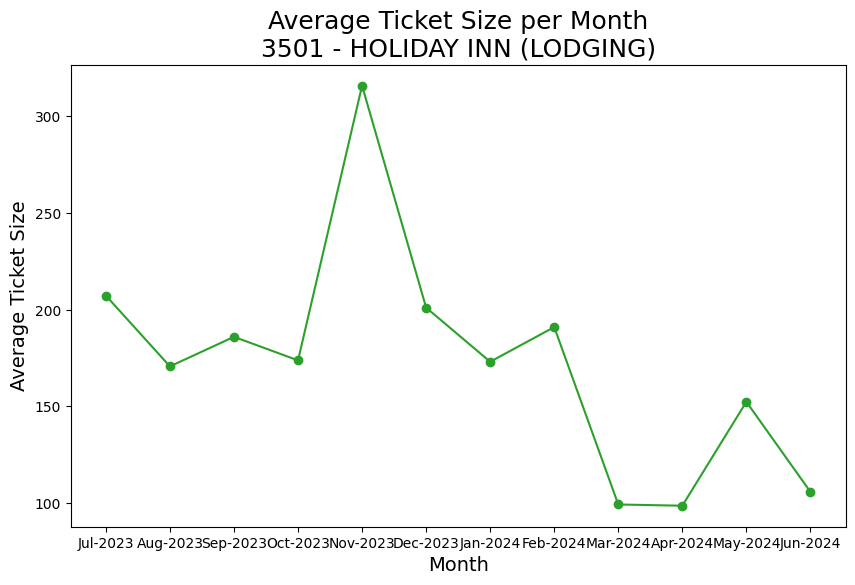 Average Ticket Size per Month
3501 - HOLIDAY INN (LODGING)
Average Ticket Size
300
250
200
150
100
Jul-2023 Aug-2023 Sep-2023 Oct-2023 Nov-2023 Dec-2023 Jan-2024 Feb-2024 Mar-2024 Apr-2024 May-2024 Jun-2024
Month